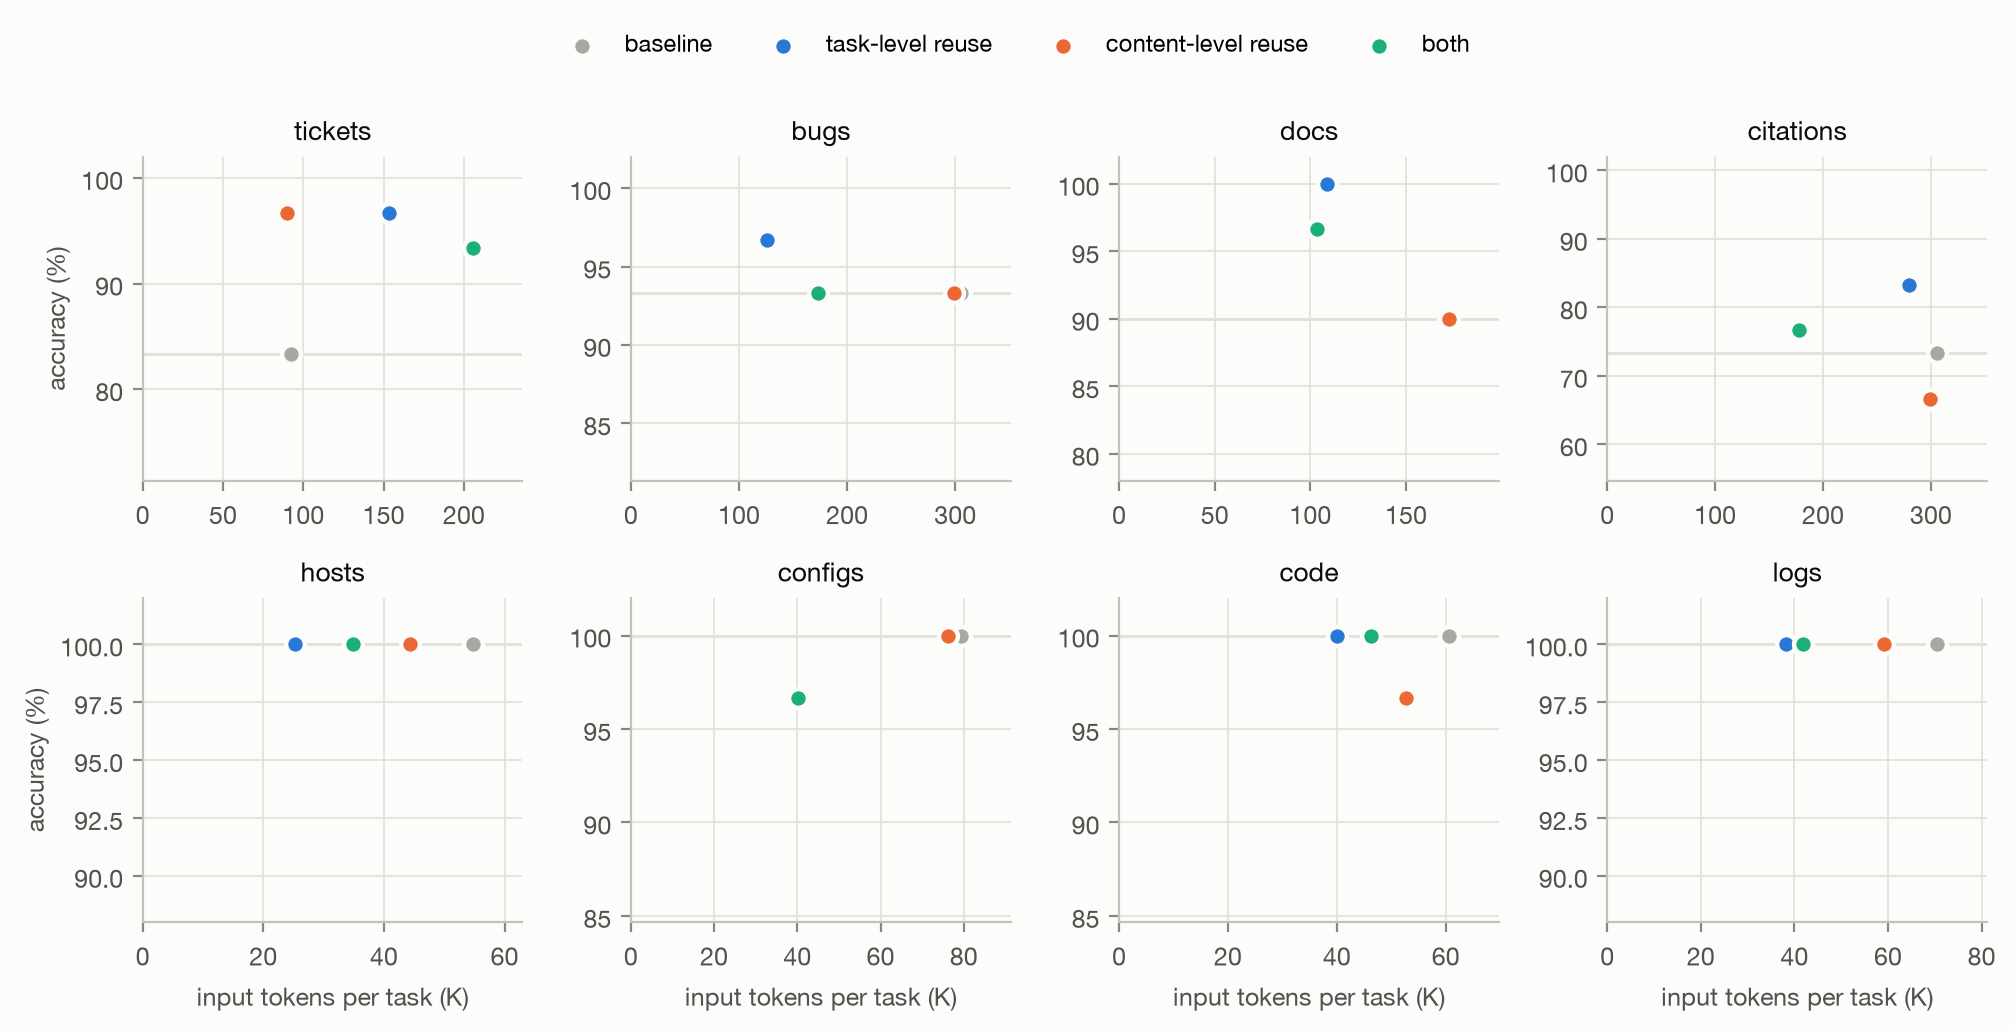 baseline task-level reuse content-level reuse both
tickets bugs docs citations
accuracy (%)
100
90
80
0 50 100 150 200
100
95
90
85
0 100 200 300
100
95
90
85
80
0 50 100 150
100
90
80
70
60
0 100 200 300
hosts configs code logs
accuracy (%)
100.0
97.5
95.0
92.5
90.0
0 20 40 60
input tokens per task (K)
100
95
90
85
0 20 40 60 80
input tokens per task (K)
100
95
90
85
0 20 40 60
input tokens per task (K)
100.0
97.5
95.0
92.5
90.0
0 20 40 60 80
input tokens per task (K)